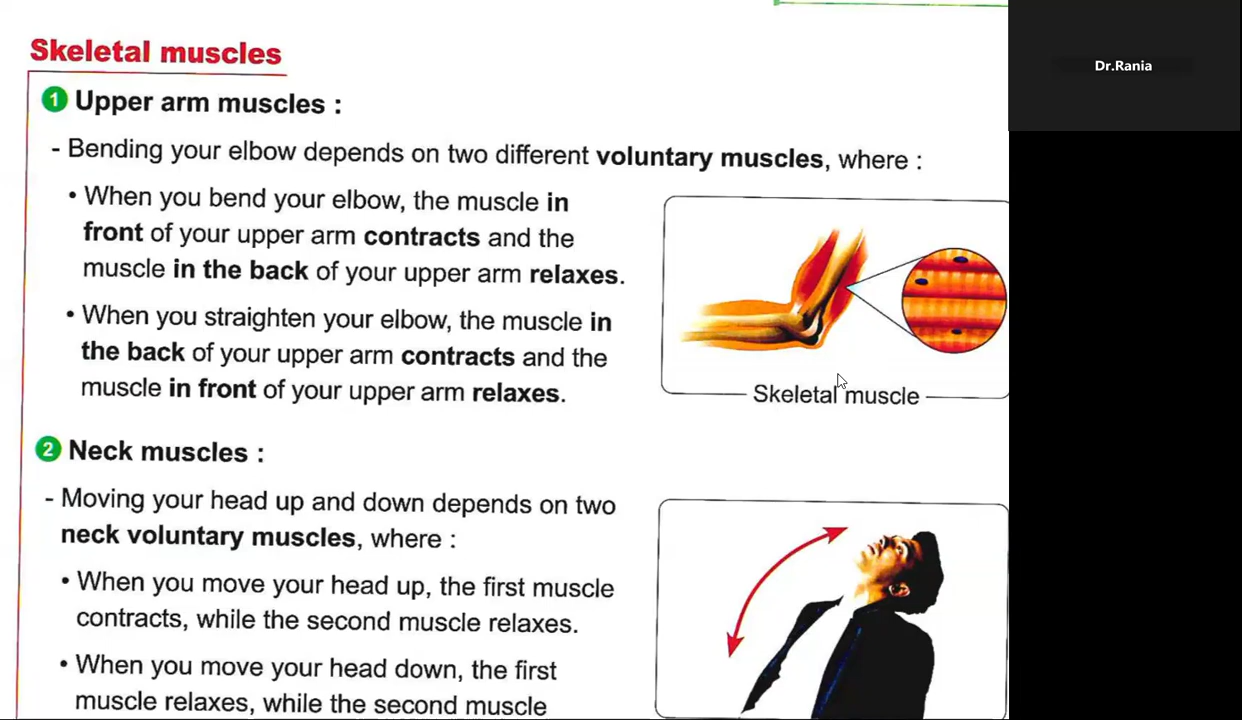 Skeletal muscles
1 Upper arm muscles :
- Bending your elbow depends on two different voluntary muscles, where :
• When you bend your elbow, the muscle in
front of your upper arm contracts and the
muscle in the back of your upper arm relaxes.
• When you straighten your elbow, the muscle in
the back of your upper arm contracts and the
muscle in front of your upper arm relaxes.
Skeletal muscle
2 Neck muscles :
- Moving your head up and down depends on two
neck voluntary muscles, where :
• When you move your head up, the first muscle
contracts, while the second muscle relaxes.
• When you move your head down, the first
muscle relaxes, while the second muscle
Dr.Rania